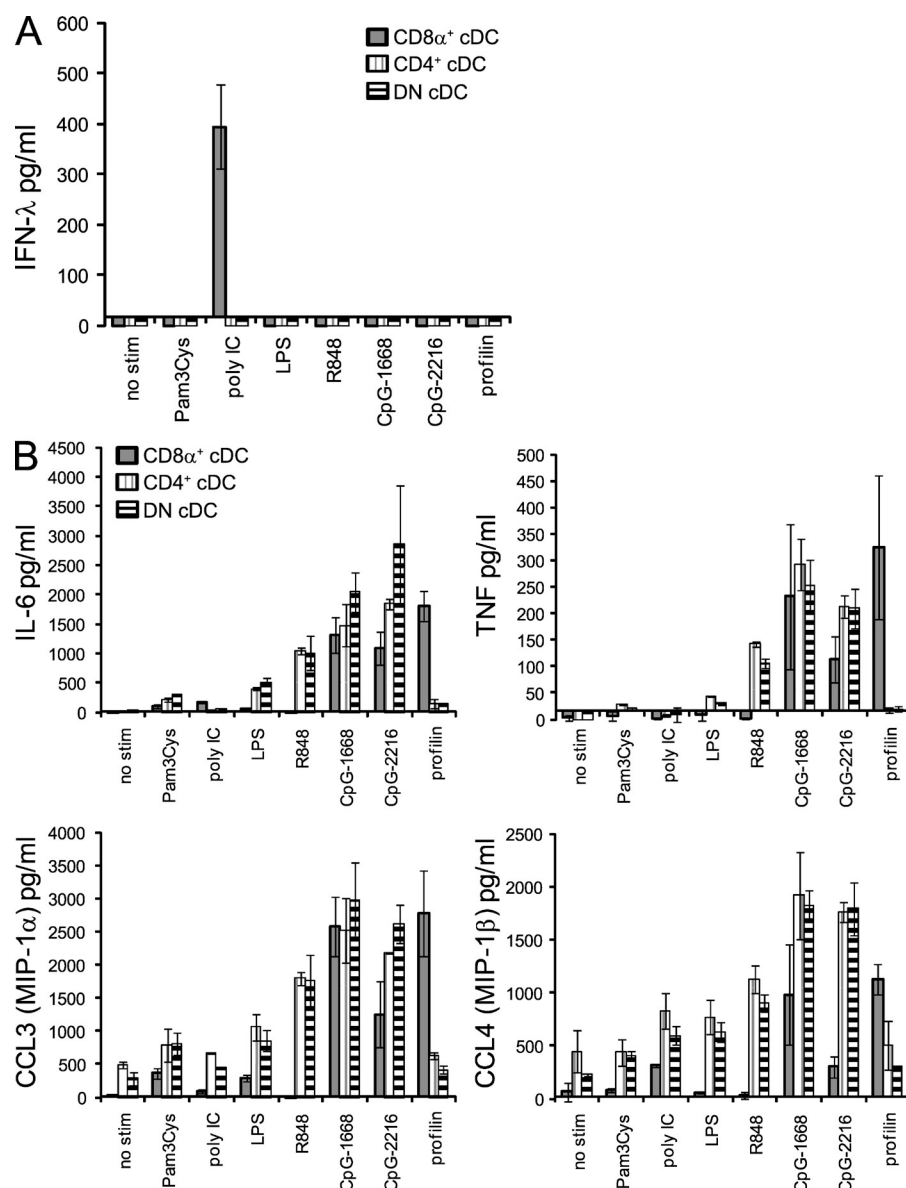 A
IFN-λ pg/ml
600
500
400
300
200
100
0
CD8α⁺ cDC
CD4⁺ cDC
DN cDC
no stim
Pam3Cys
poly IC
LPS
R848
CpG-1668
CpG-2216
profilin
B
IL-6 pg/ml
4500
4000
3500
3000
2500
2000
1500
1000
500
0
CD8α⁺ cDC
CD4⁺ cDC
DN cDC
no stim
Pam3Cys
poly IC
LPS
R848
CpG-1668
CpG-2216
profilin
TNF pg/ml
500
450
400
350
300
250
200
150
100
50
0
no stim
Pam3Cys
poly IC
LPS
R848
CpG-1668
CpG-2216
profilin
CCL3 (MIP-1α) pg/ml
4000
3500
3000
2500
2000
1500
1000
500
0
no stim
Pam3Cys
poly IC
LPS
R848
CpG-1668
CpG-2216
profilin
CCL4 (MIP-1β) pg/ml
2500
2000
1500
1000
500
0
no stim
Pam3Cys
poly IC
LPS
R848
CpG-1668
CpG-2216
profilin